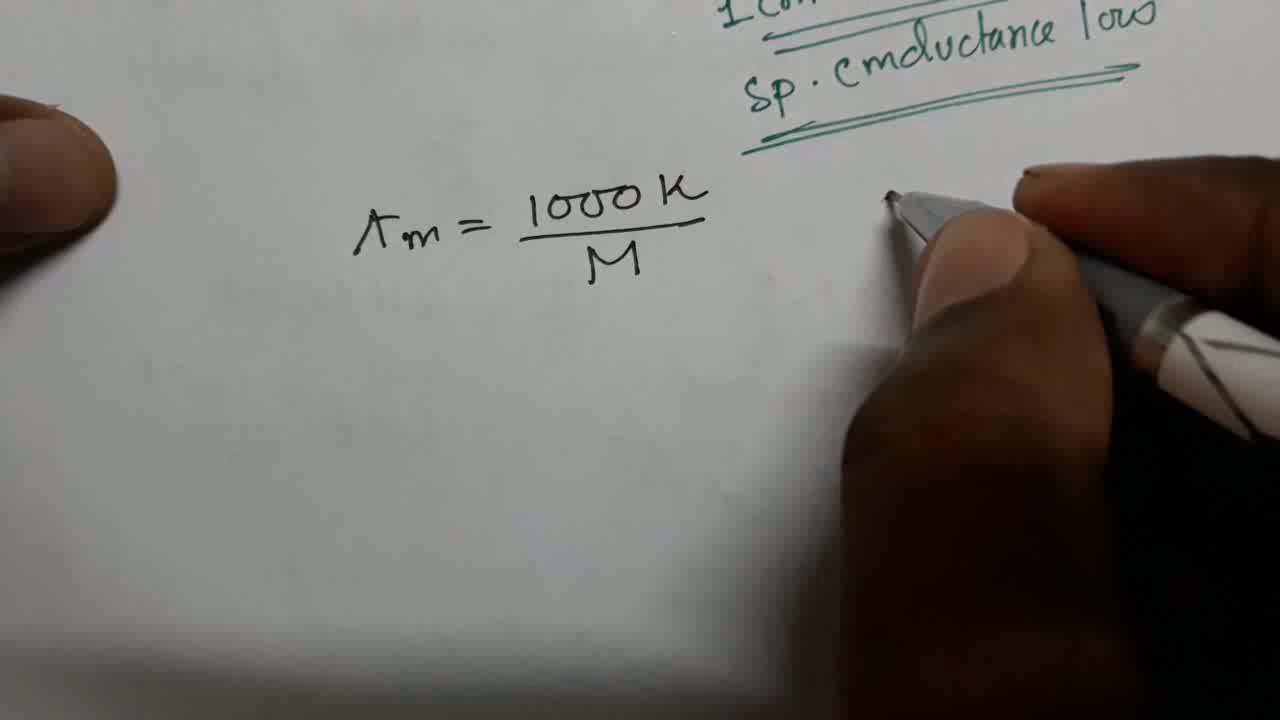 Sp. conductance low
Λm = 1000 K / M